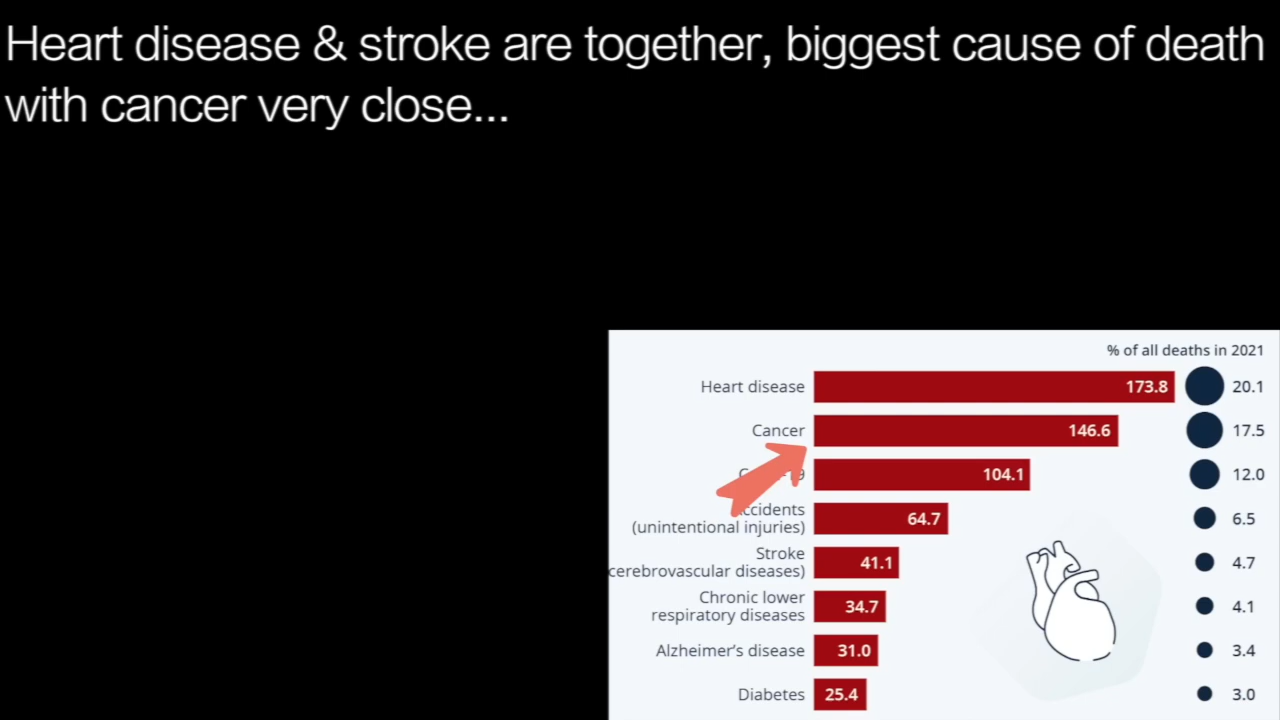 Heart disease & stroke are together, biggest cause of death
with cancer very close...
% of all deaths in 2021
Heart disease 173.8 20.1
Cancer 146.6 17.5
104.1 12.0
(unintentional injuries) 64.7 6.5
Stroke
cerebrovascular diseases) 41.1 4.7
Chronic lower
respiratory diseases 34.7 4.1
Alzheimer's disease 31.0 3.4
Diabetes 25.4 3.0